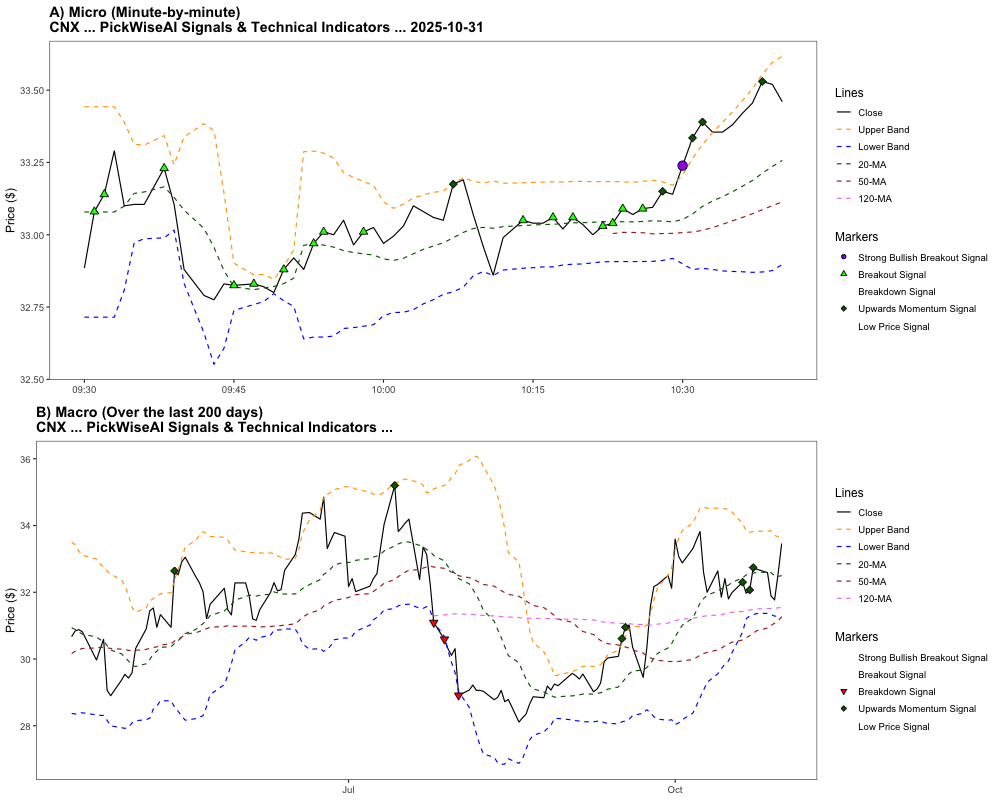 A) Micro (Minute-by-minute)
CNX ... PickWiseAI Signals & Technical Indicators ... 2025-10-31
Price ($)
33.50
33.25
33.00
32.75
32.50
09:30
09:45
10:00
10:15
10:30
Lines
Close
Upper Band
Lower Band
20-MA
50-MA
120-MA
Markers
Strong Bullish Breakout Signal
Breakout Signal
Breakdown Signal
Upwards Momentum Signal
Low Price Signal
B) Macro (Over the last 200 days)
CNX ... PickWiseAI Signals & Technical Indicators ...
Price ($)
36
34
32
30
28
Jul
Oct
Lines
Close
Upper Band
Lower Band
20-MA
50-MA
120-MA
Markers
Strong Bullish Breakout Signal
Breakout Signal
Breakdown Signal
Upwards Momentum Signal
Low Price Signal